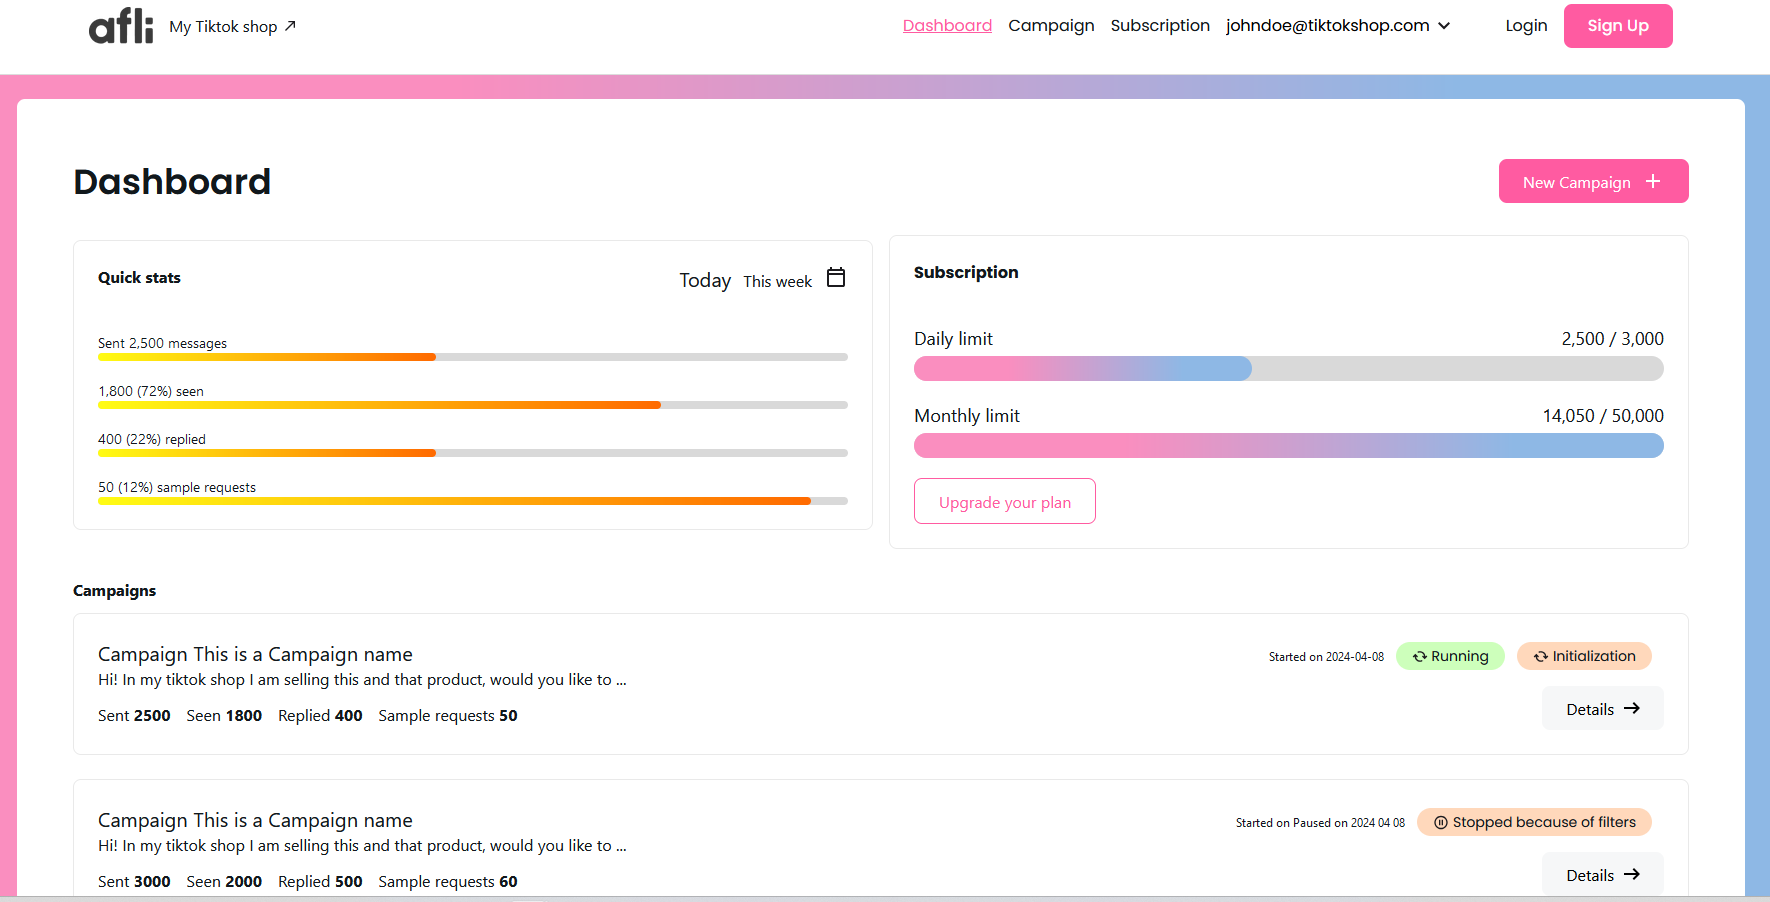 afli My Tiktok shop Dashboard Campaign Subscription johndoe@tiktokshop.com Login Sign Up
Dashboard
New Campaign
Quick stats
Today This week
Sent 2,500 messages
1,800 (72%) seen
400 (22%) replied
50 (12%) sample requests
Subscription
Daily limit 2,500 / 3,000
Monthly limit 14,050 / 50,000
Upgrade your plan
Campaigns
Campaign This is a Campaign name
Started on 2024-04-08 Running Initialization
Hi! In my tiktok shop I am selling this and that product, would you like to ...
Sent 2500 Seen 1800 Replied 400 Sample requests 50
Details
Campaign This is a Campaign name
Started on Paused on 2024 04 08 Stopped because of filters
Hi! In my tiktok shop I am selling this and that product, would you like to ...
Sent 3000 Seen 2000 Replied 500 Sample requests 60
Details